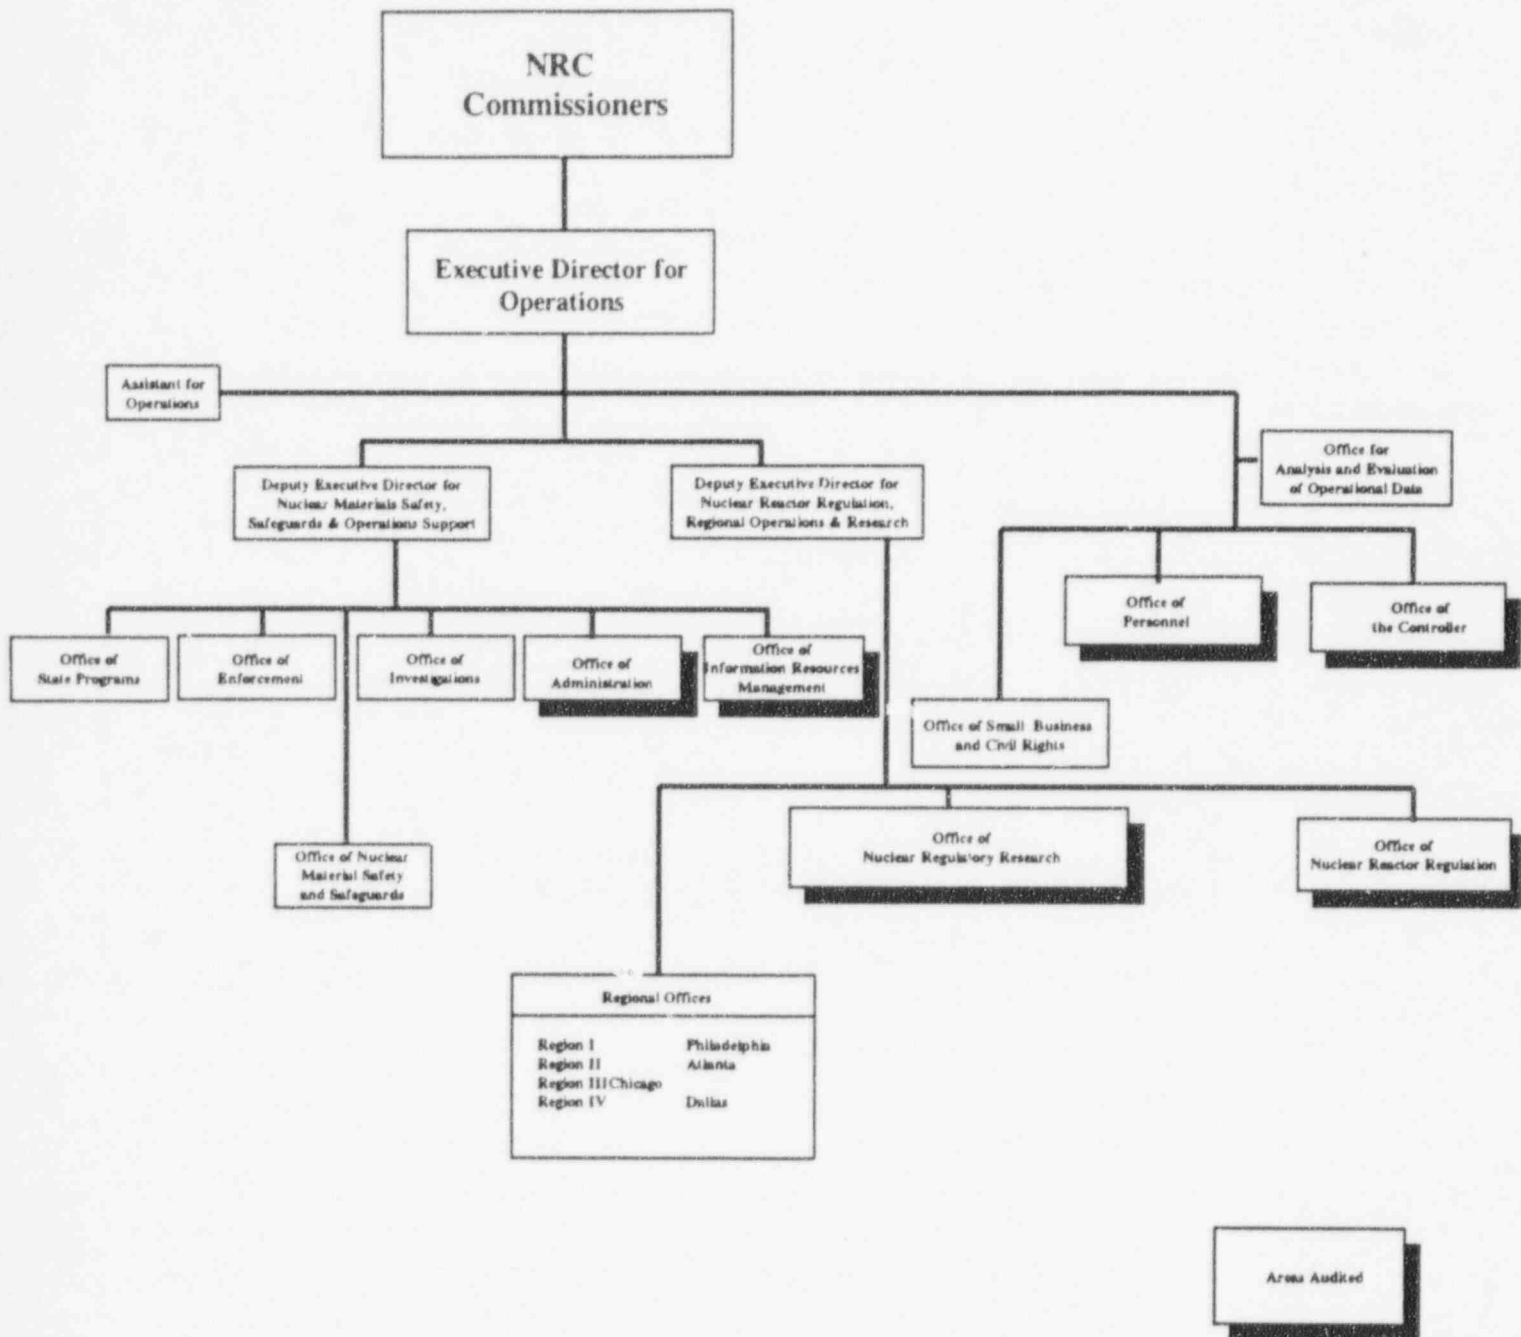 NRC
Commissioners
Executive Director for
Operations
Assistant for
Operations
Office for
Analysis and Evaluation
of Operational Data
Deputy Executive Director for
Nuclear Materials Safety,
Safeguards & Operations Support
Deputy Executive Director for
Nuclear Reactor Regulation,
Regional Operations & Research
Office of
Personnel
Office of
the Controller
Office of
State Programs
Office of
Enforcement
Office of
Investigations
Office of
Administration
Office of
Information Resources
Management
Office of Small Business
and Civil Rights
Office of Nuclear
Material Safety
and Safeguards
Office of
Nuclear Regulatory Research
Office of
Nuclear Reactor Regulation
Regional Offices
Region I Philadelphia
Region II Atlanta
Region III Chicago
Region IV Dallas
Areas Audited